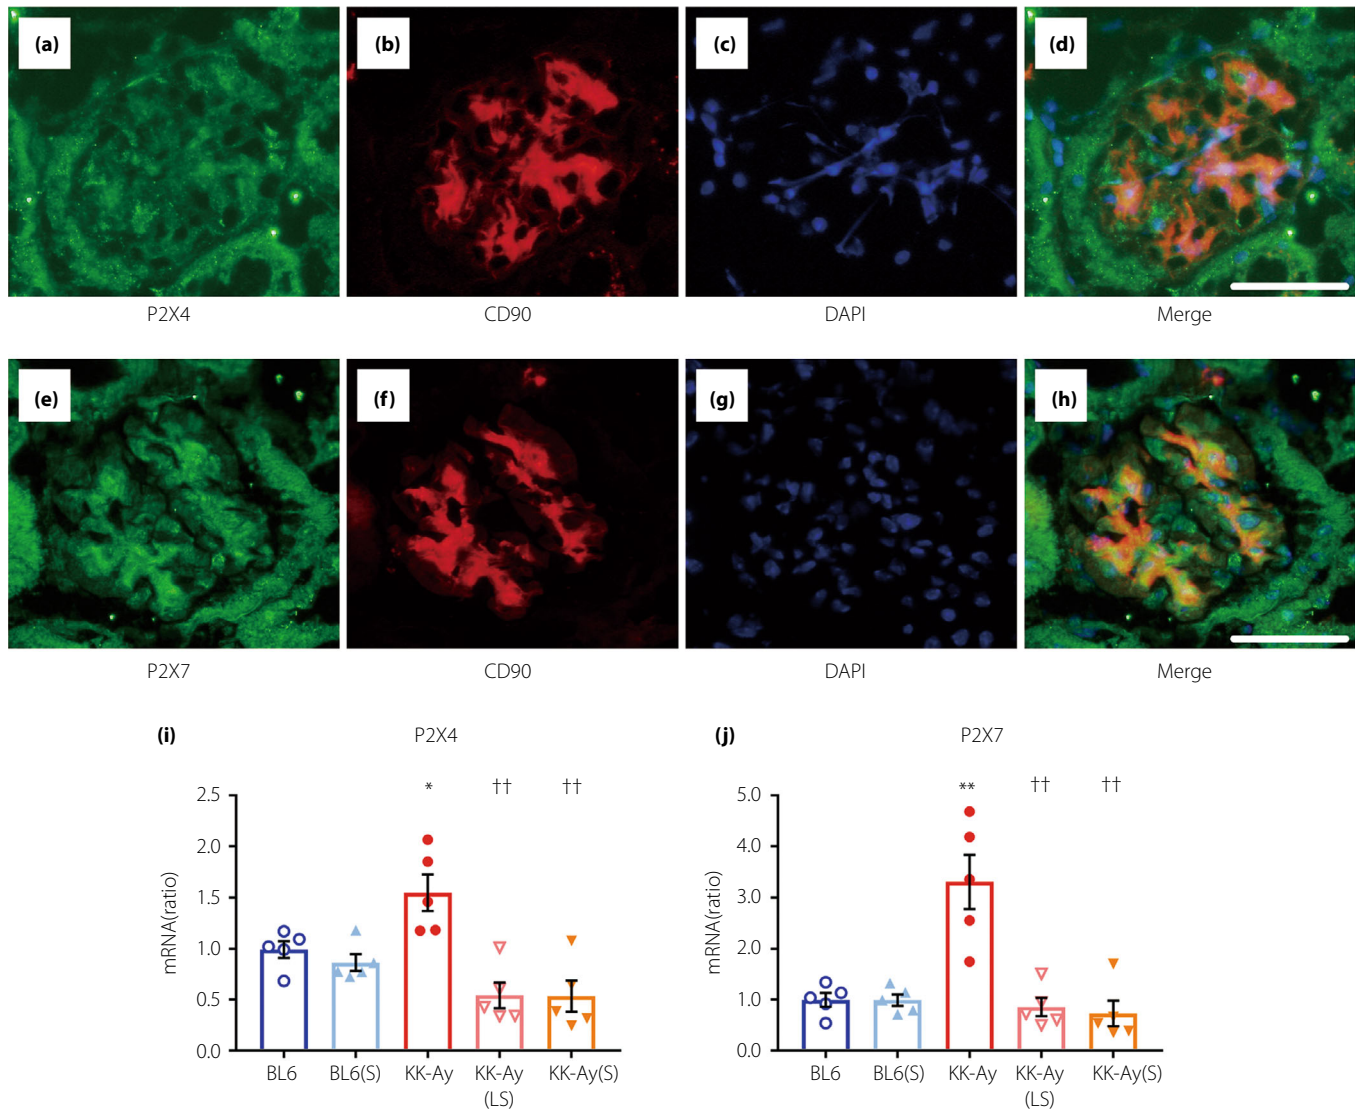 (a) (b) (c) (d)
P2X4 CD90 DAPI Merge
(e) (f) (g) (h)
P2X7 CD90 DAPI Merge
(i) P2X4
* †† ††
2.5
2.0
1.5
1.0
0.5
0.0
mRNA(ratio)
BL6 BL6(S) KK-Ay KK-Ay KK-Ay(S)
(LS)
(j) P2X7
** †† ††
5.0
4.0
3.0
2.0
1.0
0.0
mRNA(ratio)
BL6 BL6(S) KK-Ay KK-Ay KK-Ay(S)
(LS)